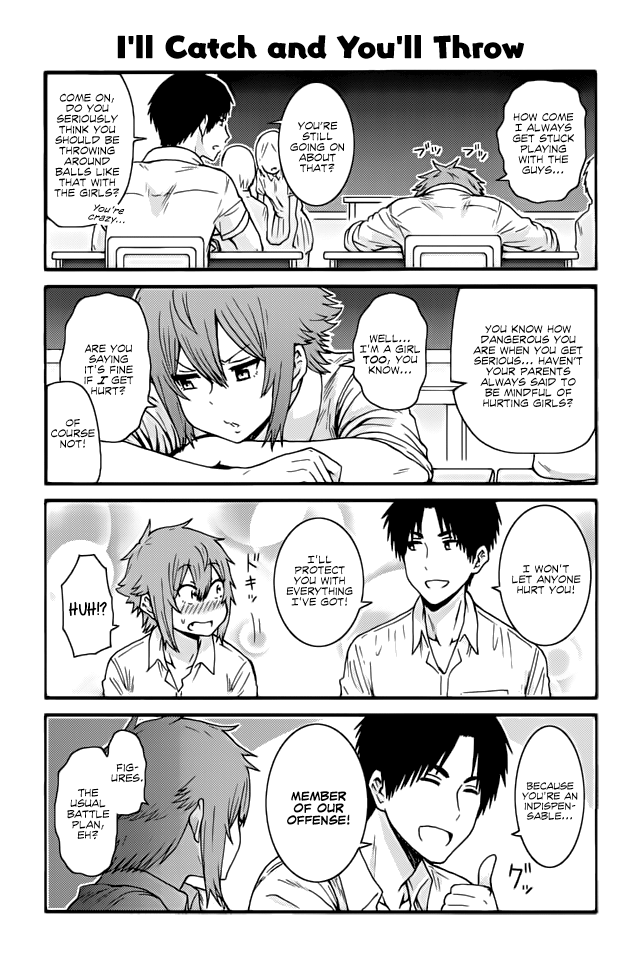 I'll Catch and You'll Throw
HOW COME
I ALWAYS
GET STUCK
PLAYING
WITH THE
GUYS...
グッ グッ
YOU'RE
STILL
GOING ON
ABOUT
THAT?
COME ON,
DO YOU
SERIOUSLY
THINK YOU
SHOULD BE
THROWING
AROUND
BALLS LIKE
THAT WITH
THE GIRLS?
You're
crazy...
YOU KNOW HOW
DANGEROUS YOU
ARE WHEN YOU GET
SERIOUS... HAVEN'T
YOUR PARENTS
ALWAYS SAID TO
BE MINDFUL OF
HURTING GIRLS?
WELL...
I'M A GIRL
TOO, YOU
KNOW...
ARE YOU
SAYING
IT'S FINE
IF I GET
HURT?
OF
COURSE
NOT!
I WON'T
LET ANYONE
HURT YOU!
I'LL
PROTECT
YOU WITH
EVERYTHING
I'VE GOT!
ドキッ
HUH!?
BECAUSE
YOU'RE AN
INDISPEN-
SABLE...
グッ
MEMBER
OF OUR
OFFENSE!
FIG-
URES.
THE
USUAL
BATTLE
PLAN,
EH?